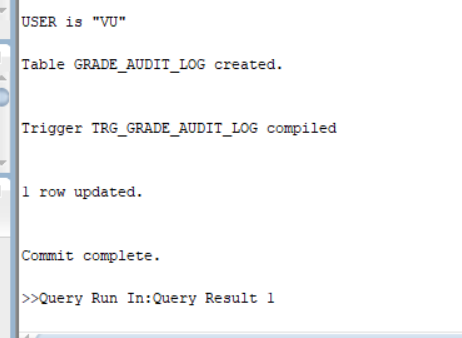 USER is "VU"
Table GRADE_AUDIT_LOG created.
Trigger TRG_GRADE_AUDIT_LOG compiled
1 row updated.
Commit complete.
>>Query Run In:Query Result 1